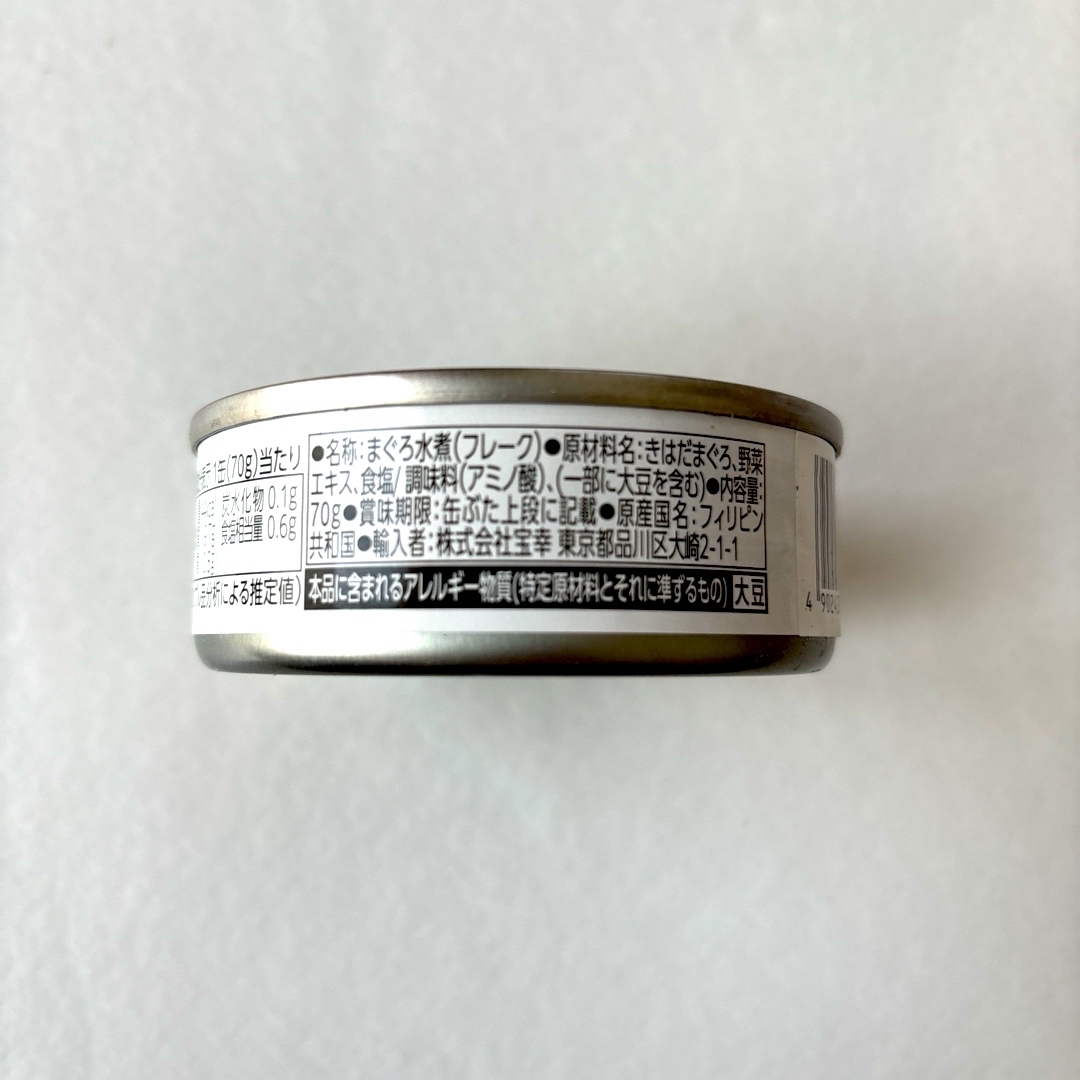 1缶(70g)当たり
炭水化物 0.1g
食塩相当量 0.6g
分析による推定値)
●名称:まぐろ水煮(フレーク)●原材料名:きはだまぐろ、野菜
エキス、食塩/調味料(アミノ酸)、(一部に大豆を含む)●内容量:
70g●賞味期限:缶ぶた上段に記載●原産国名:フィリピン
共和国●輸入者:株式会社宝幸 東京都品川区大崎2-1-1
本品に含まれるアレルギー物質(特定原材料とそれに準ずるもの) 大豆
4 902